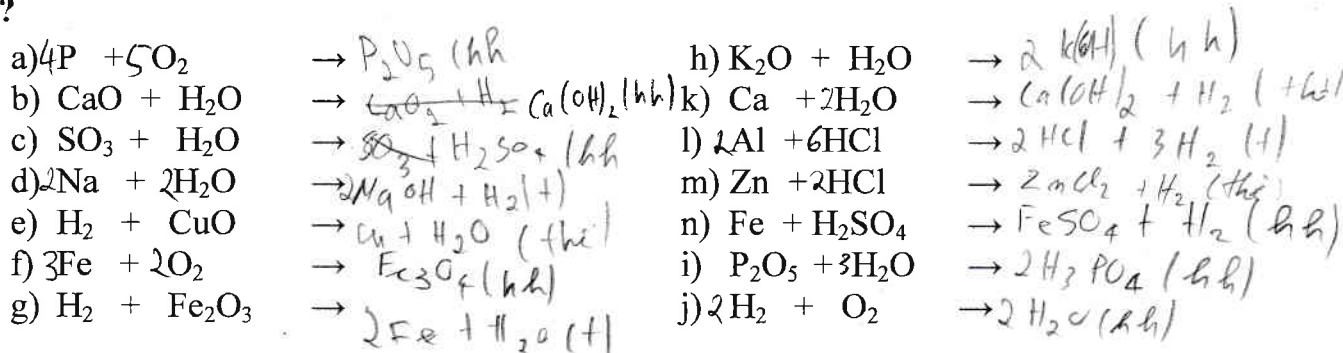 ?
a) 4P + 5O₂ → P₂O₅ (hh
b) CaO + H₂O → CaO₂ + H₂ Ca(OH)₂ (hh)
c) SO₃ + H₂O → H₂SO₄ (hh
d) 2Na + 2H₂O → 2NaOH + H₂ (t)
e) H₂ + CuO → Cu + H₂O (thế)
f) 3Fe + 2O₂ → Fe₃O₄ (hh)
g) H₂ + Fe₂O₃ → 2Fe + H₂O (t)
h) K₂O + H₂O → 2 K(OH) (hh)
k) Ca + 2H₂O → Ca(OH)₂ + H₂ (thế
l) 2Al + 6HCl → 2HCl + 3H₂ (t)
m) Zn + 2HCl → ZnCl₂ + H₂ (thế)
n) Fe + H₂SO₄ → FeSO₄ + H₂ (hh)
i) P₂O₅ + 3H₂O → 2H₃PO₄ (hh)
j) 2H₂ + O₂ → 2H₂O (hh)